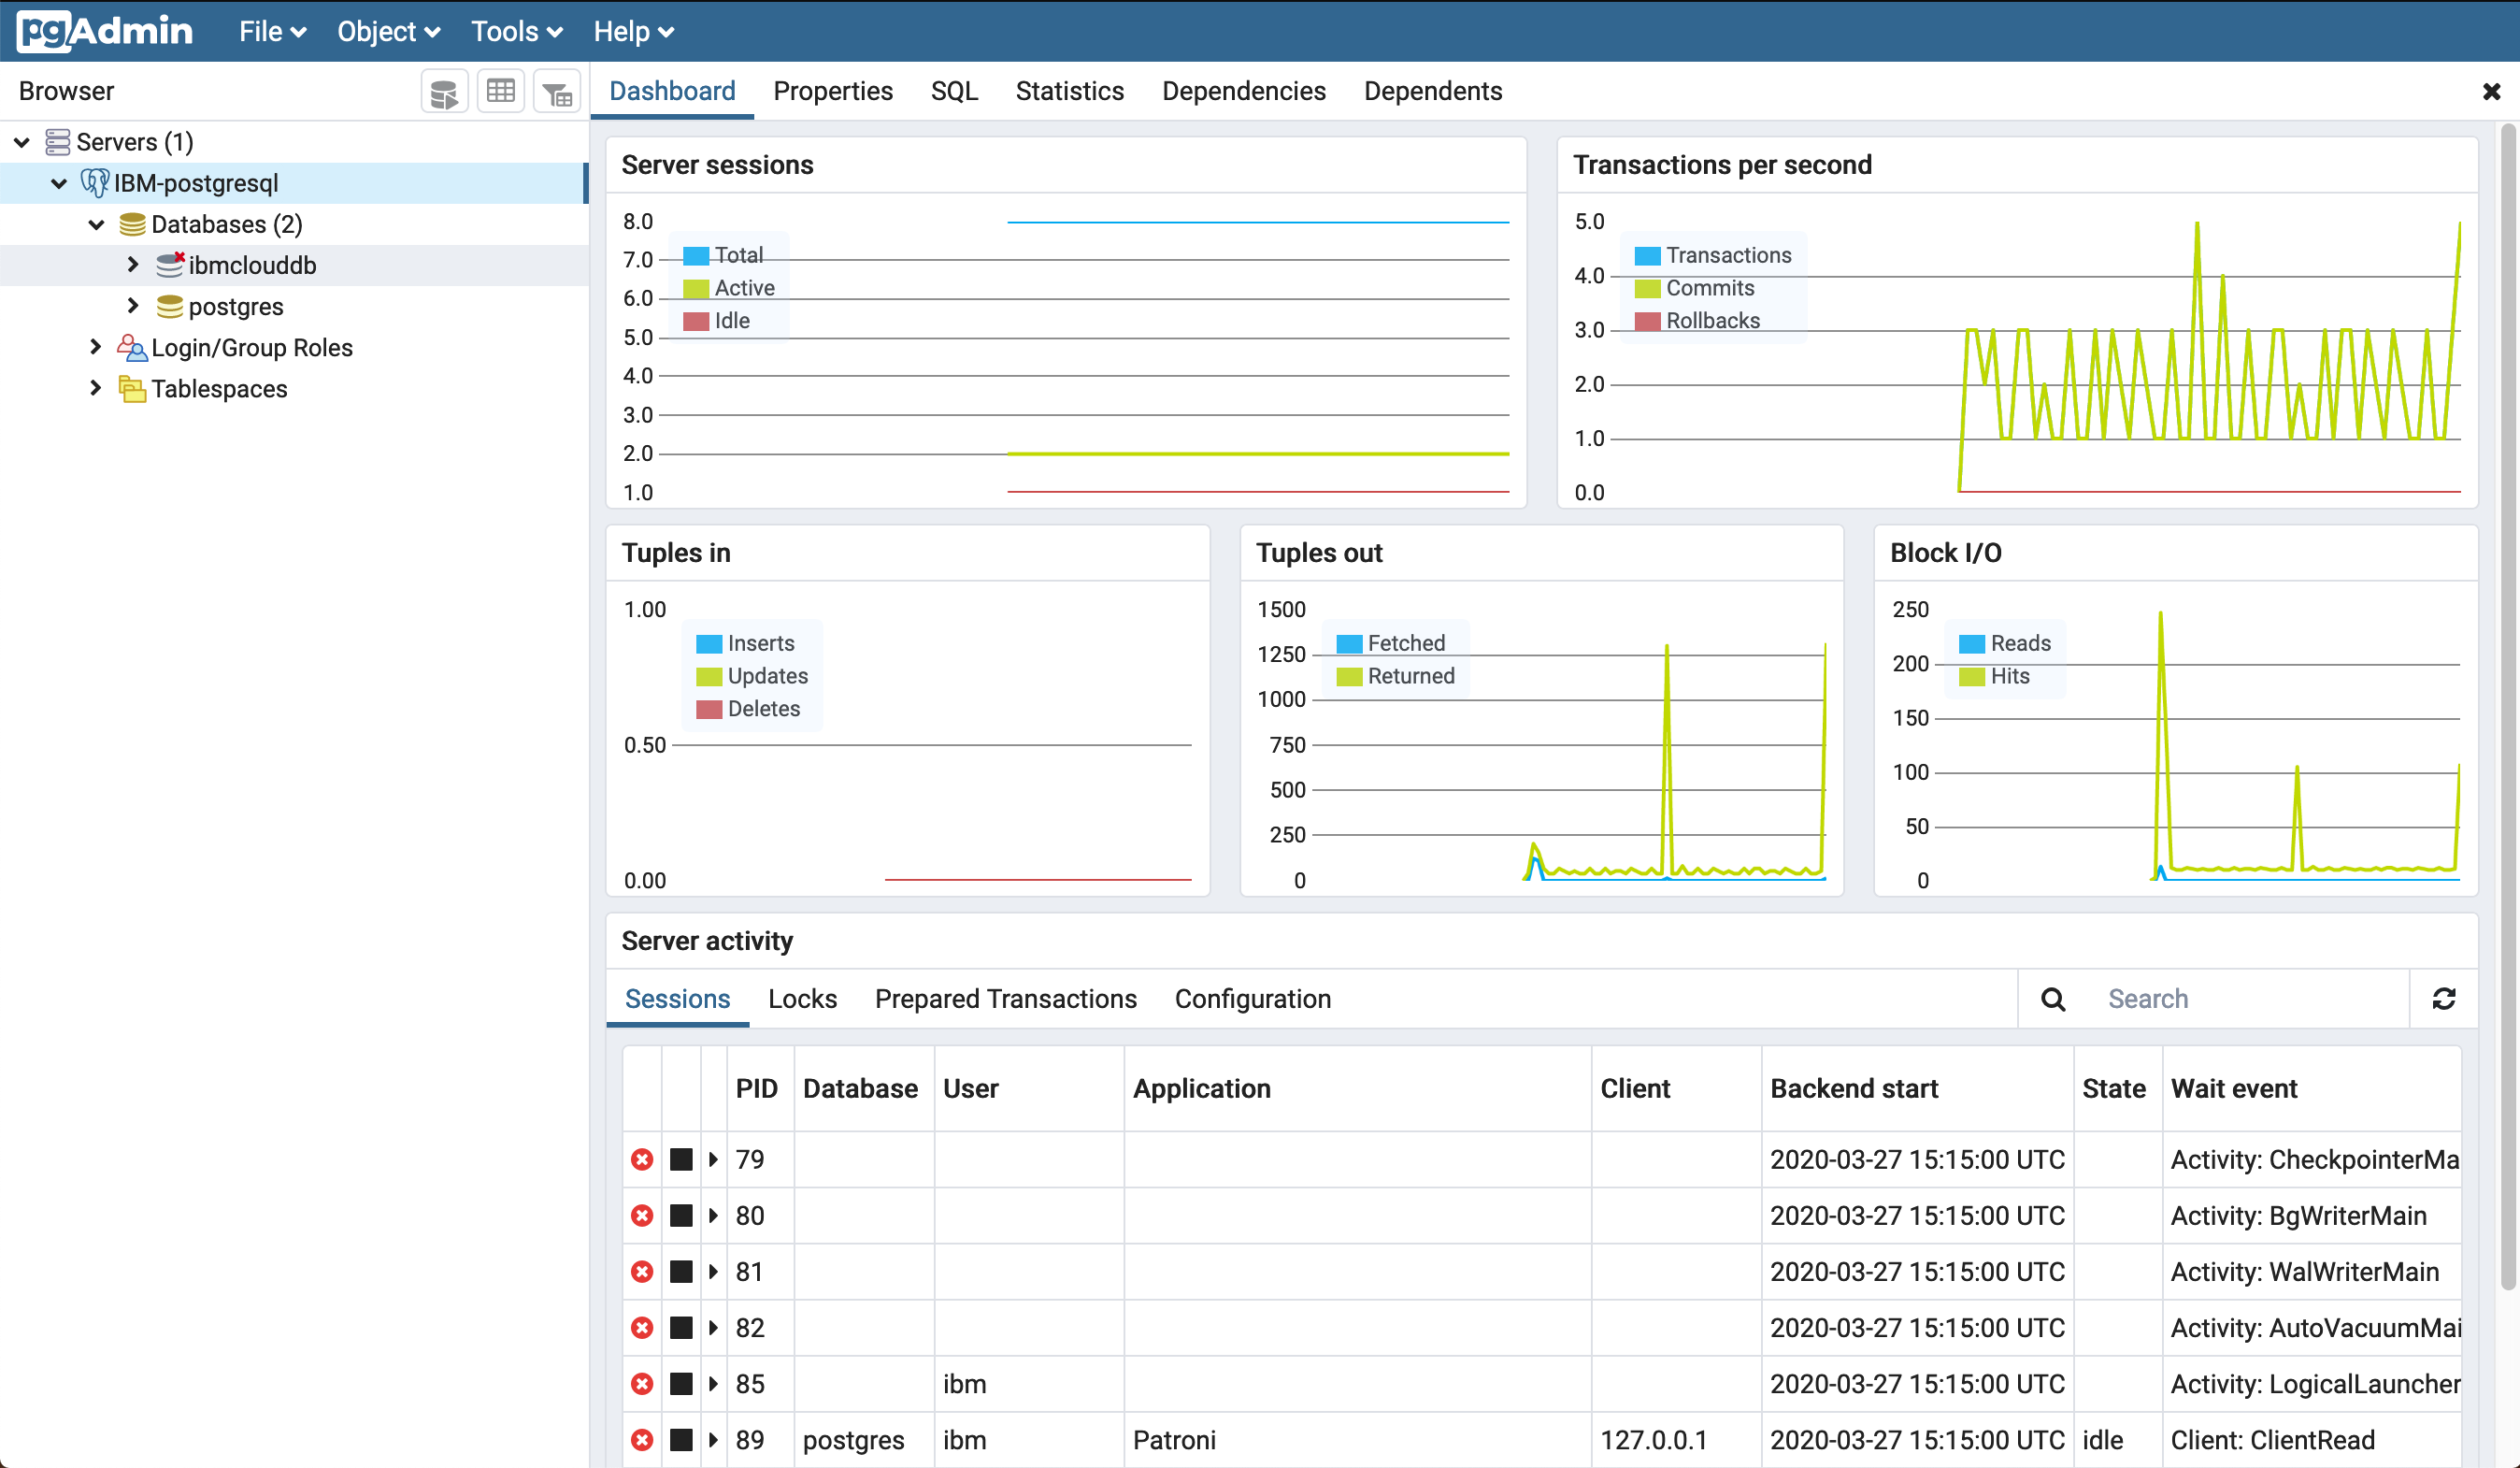 pgAdmin File Object Tools Help
Browser
Dashboard Properties SQL Statistics Dependencies Dependents
Servers (1)
IBM-postgresql
Databases (2)
ibmclouddb
postgres
Login/Group Roles
Tablespaces
Server sessions
8.0
7.0
6.0
5.0
4.0
3.0
2.0
1.0
Total
Active
Idle
Transactions per second
5.0
4.0
3.0
2.0
1.0
0.0
Transactions
Commits
Rollbacks
Tuples in
1.00
0.50
0.00
Inserts
Updates
Deletes
Tuples out
1500
1250
1000
750
500
250
0
Fetched
Returned
Block I/O
250
200
150
100
50
0
Reads
Hits
Server activity
Sessions Locks Prepared Transactions Configuration Search
PID Database User Application Client Backend start State Wait event
79 2020-03-27 15:15:00 UTC Activity: CheckpointerMa
80 2020-03-27 15:15:00 UTC Activity: BgWriterMain
81 2020-03-27 15:15:00 UTC Activity: WalWriterMain
82 2020-03-27 15:15:00 UTC Activity: AutoVacuumMai
85 ibm 2020-03-27 15:15:00 UTC Activity: LogicalLauncher
89 postgres ibm Patroni 127.0.0.1 2020-03-27 15:15:00 UTC idle Client: ClientRead